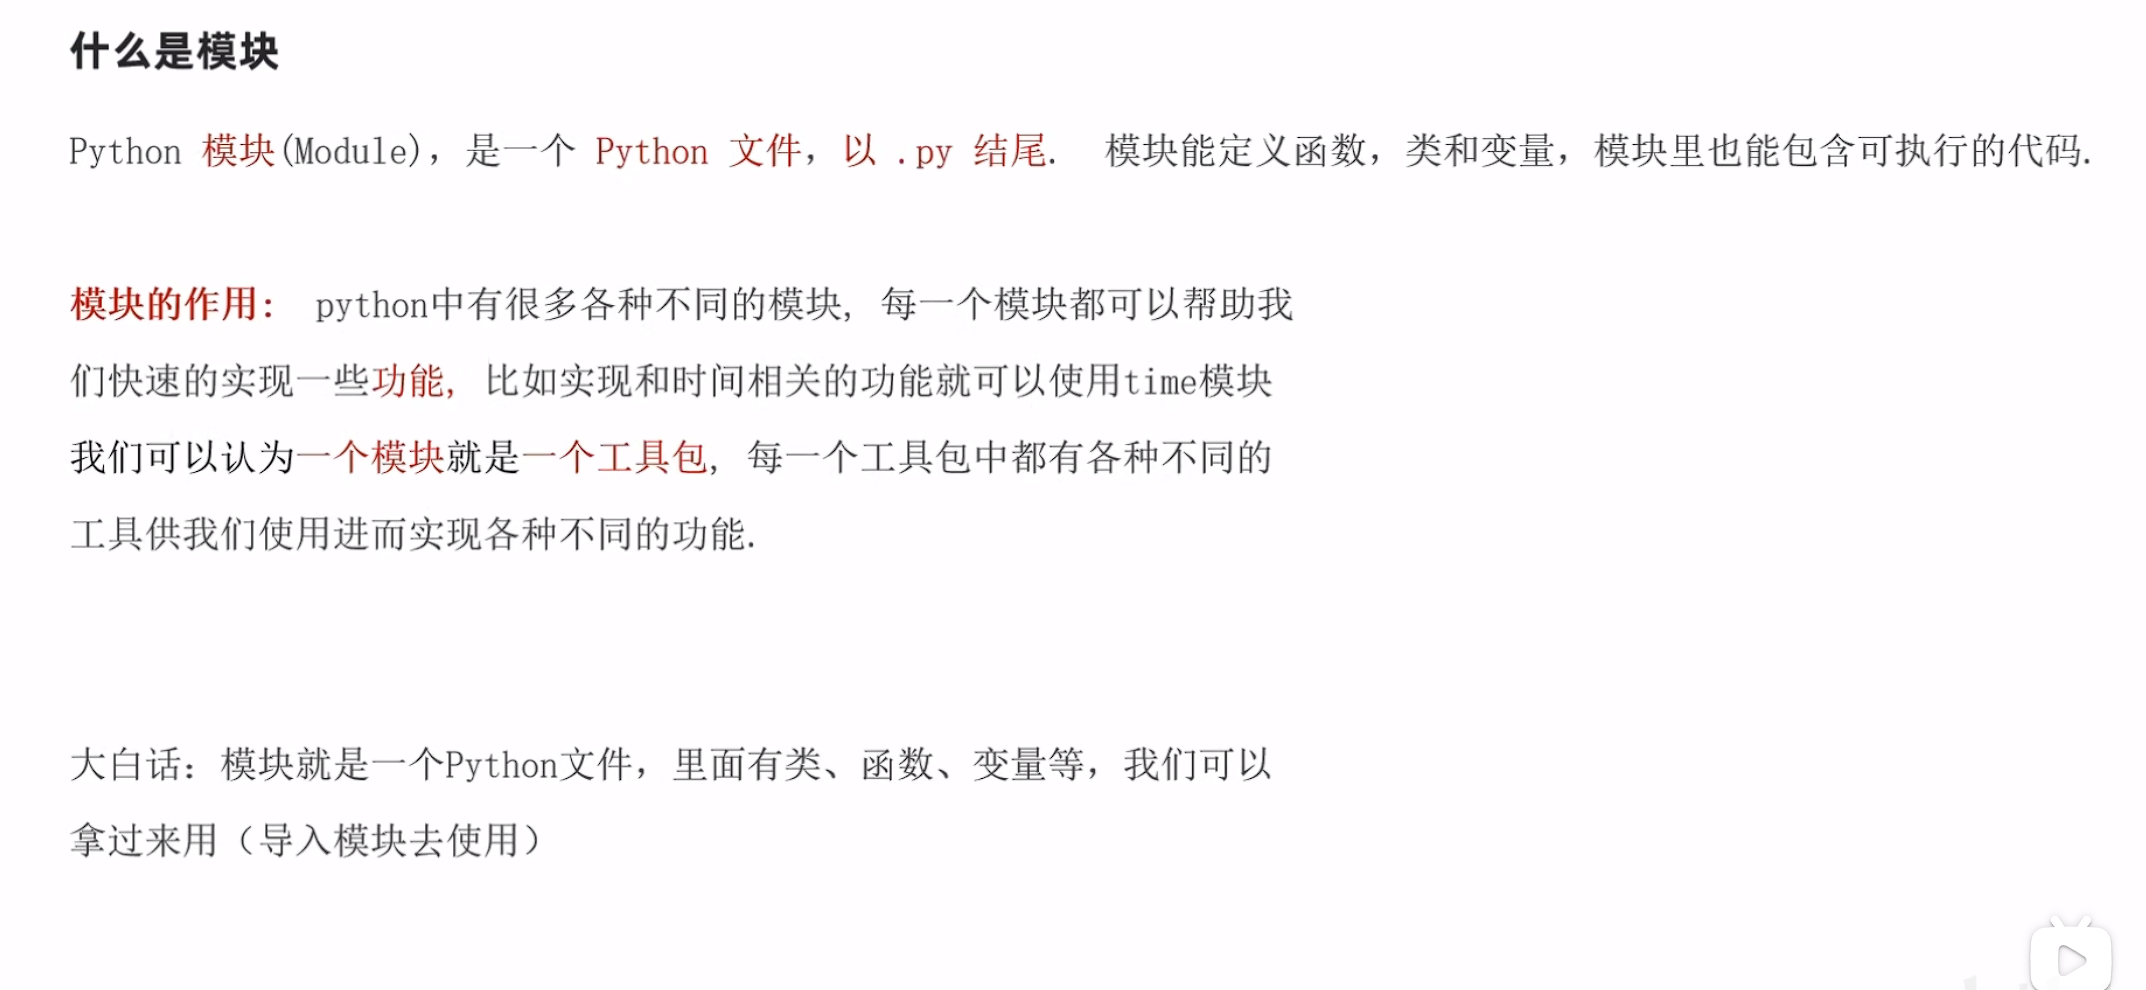 什么是模块
Python 模块(Module)，是一个 Python 文件，以 .py 结尾. 模块能定义函数，类和变量，模块里也能包含可执行的代码.
模块的作用： python中有很多各种不同的模块, 每一个模块都可以帮助我
们快速的实现一些功能, 比如实现和时间相关的功能就可以使用time模块
我们可以认为一个模块就是一个工具包, 每一个工具包中都有各种不同的
工具供我们使用进而实现各种不同的功能.
大白话：模块就是一个Python文件，里面有类、函数、变量等，我们可以
拿过来用（导入模块去使用）